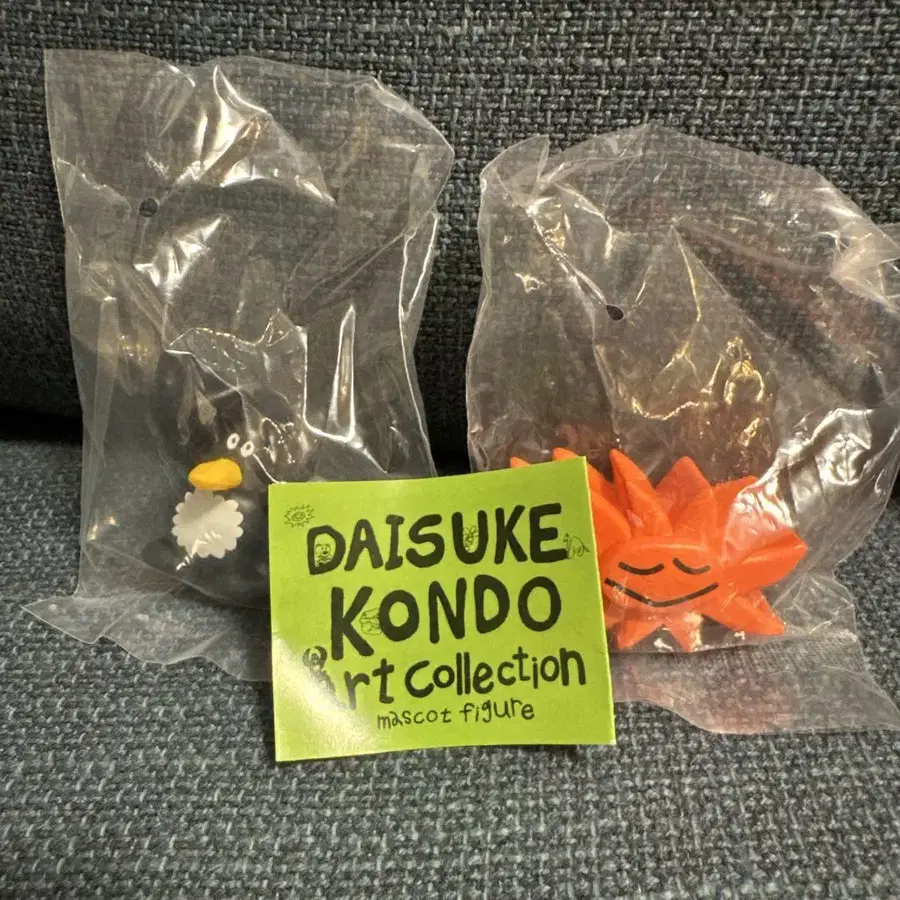 DAISUKE
KONDO
Art Collection
mascot figure